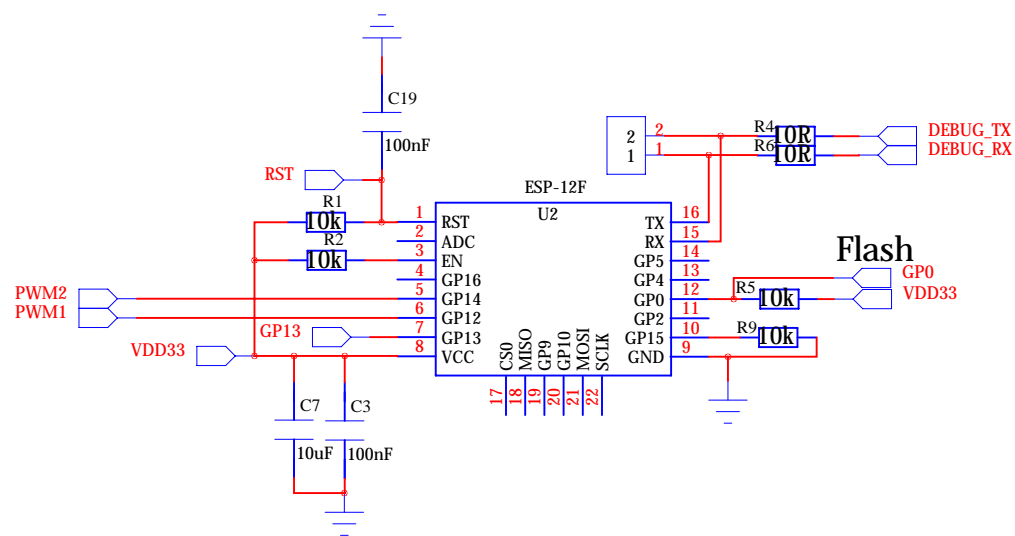 C19
100nF
RST
ESP-12F
U2
2 2
1 1
R4 10R DEBUG_TX
R6 10R DEBUG_RX
R1 10k 1 RST
2 ADC
R2 10k 3 EN
4 GP16
PWM2 5 GP14
PWM1 6 GP12
GP13 7 GP13
VDD33 8 VCC
TX 16
RX 15
GP5 14
GP4 13
GP0 12
GP2 11
GP15 10
GND 9
Flash
GP0
R5 10k VDD33
R9 10k
CS0 MISO GP9 GP10 MOSI SCLK
17 18 19 20 21 22
C7 C3
10uF 100nF